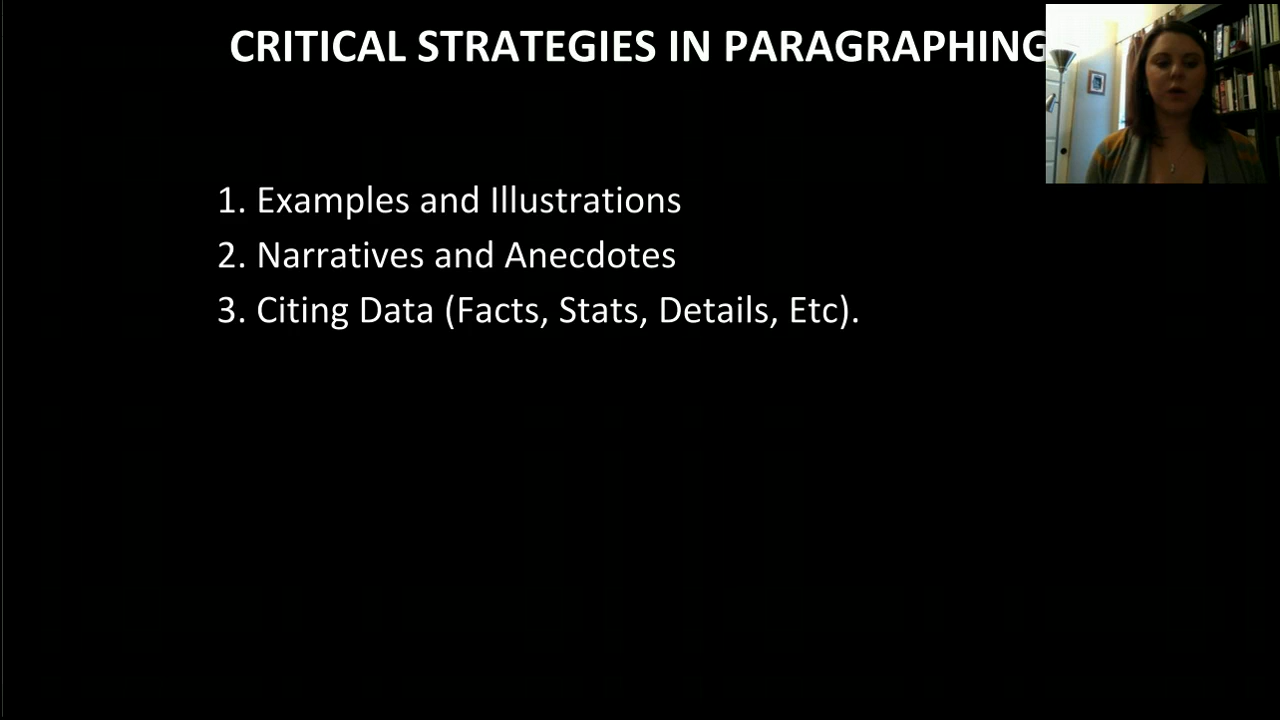 CRITICAL STRATEGIES IN PARAGRAPHING
1. Examples and Illustrations
2. Narratives and Anecdotes
3. Citing Data (Facts, Stats, Details, Etc).